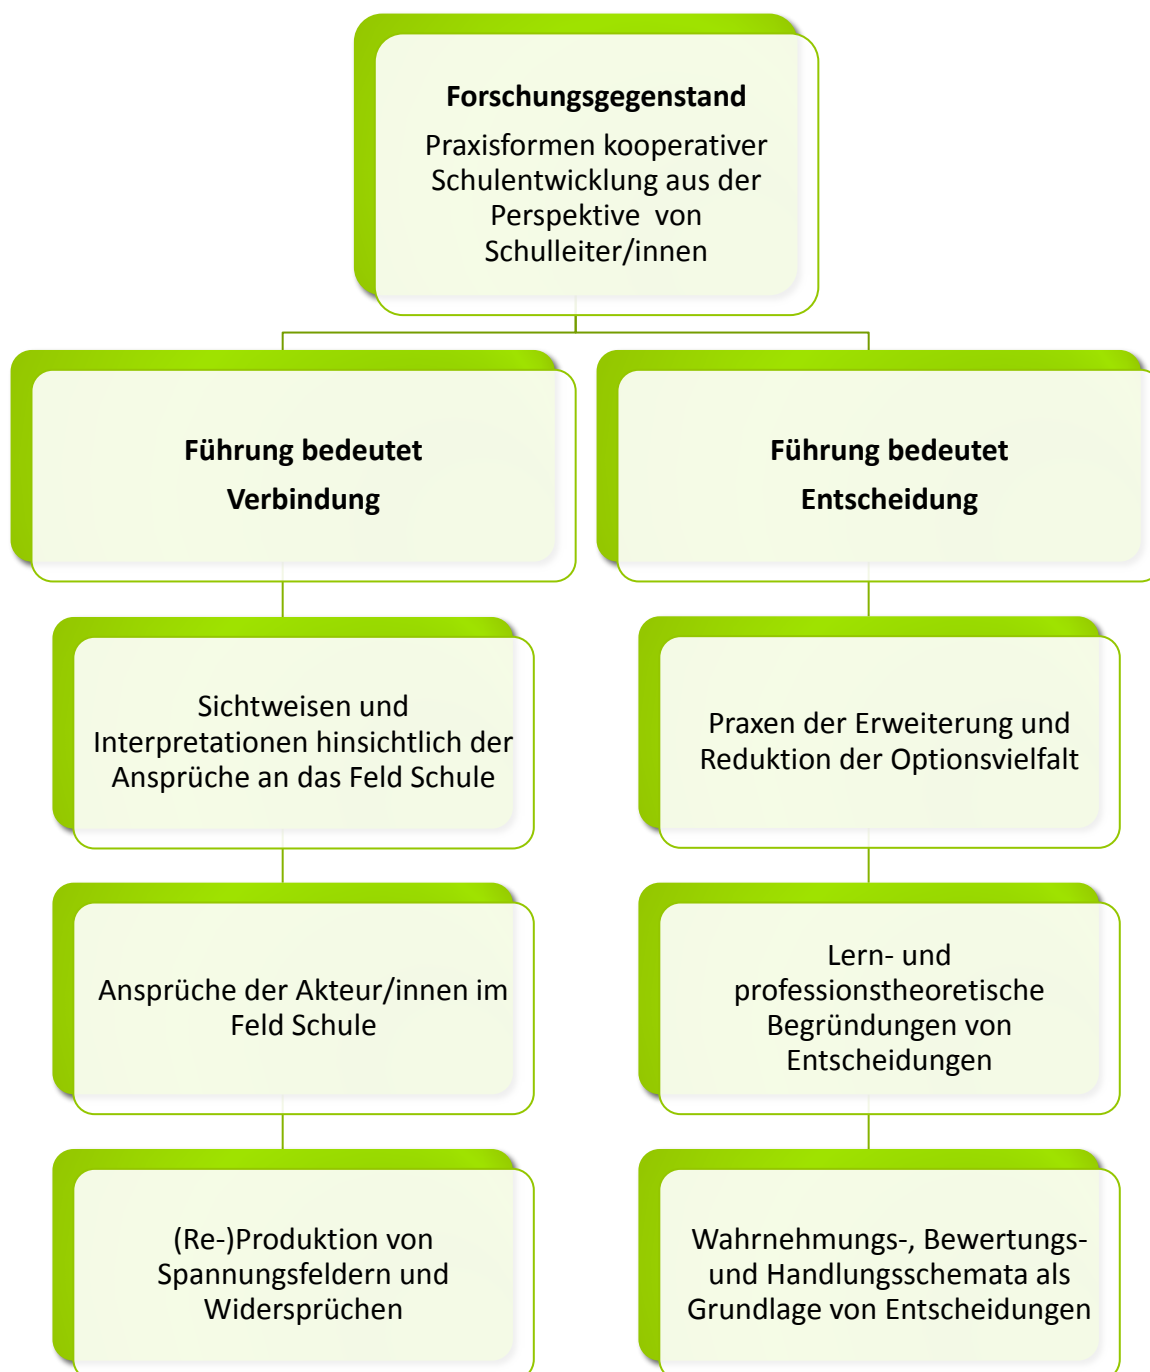 Forschungsgegenstand
Praxisformen kooperativer
Schulentwicklung aus der
Perspektive  von
Schulleiter/innen
Führung bedeutet
Verbindung
Führung bedeutet
Entscheidung
Sichtweisen und
Interpretationen hinsichtlich der
Ansprüche an das Feld Schule
Praxen der Erweiterung und
Reduktion der Optionsvielfalt
Ansprüche der Akteur/innen im
Feld Schule
Lern- und
professionstheoretische
Begründungen von
Entscheidungen
(Re-)Produktion von
Spannungsfeldern und
Widersprüchen
Wahrnehmungs-, Bewertungs-
und Handlungsschemata als
Grundlage von Entscheidungen